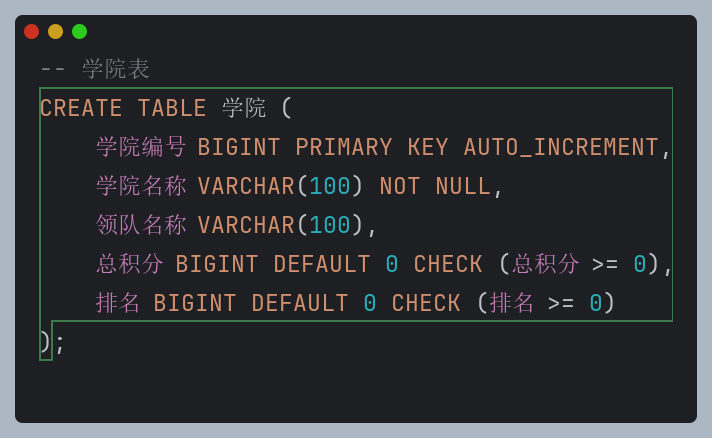 -- 学院表
CREATE TABLE 学院 (
    学院编号 BIGINT PRIMARY KEY AUTO_INCREMENT,
    学院名称 VARCHAR(100) NOT NULL,
    领队名称 VARCHAR(100),
    总积分 BIGINT DEFAULT 0 CHECK (总积分 >= 0),
    排名 BIGINT DEFAULT 0 CHECK (排名 >= 0)
);